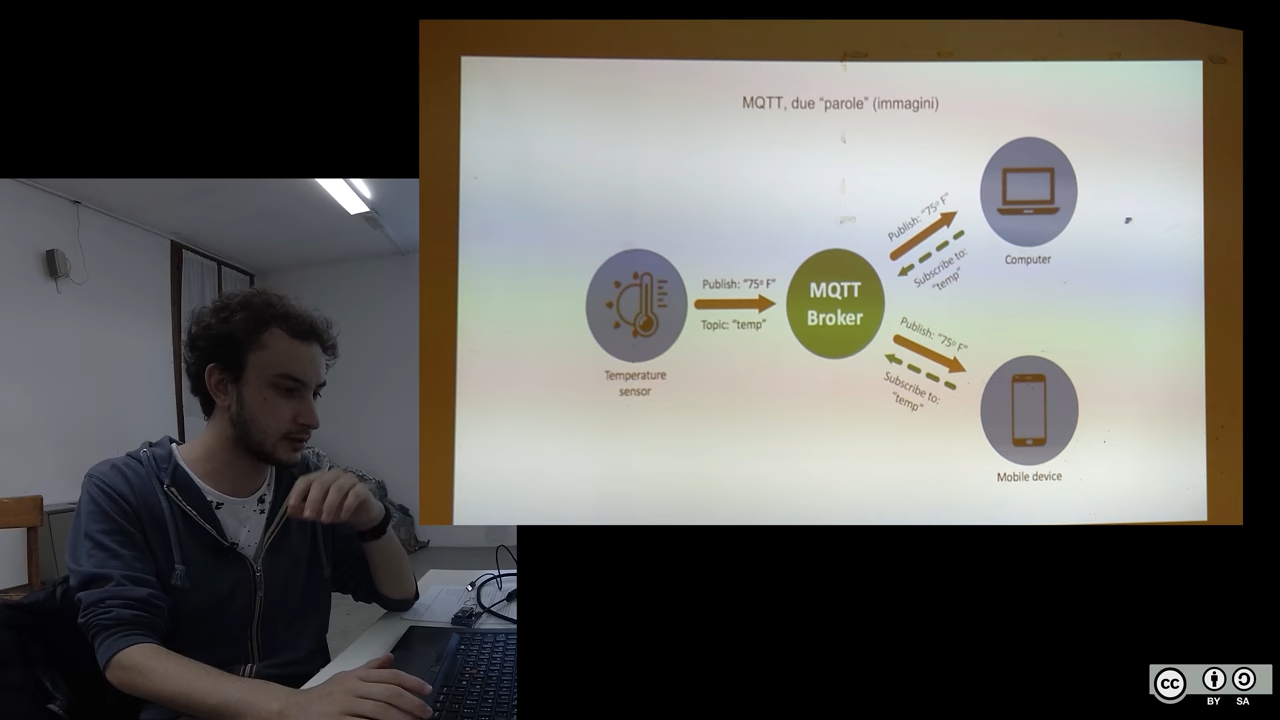 MQTT, due “parole” (immagini)
Publish: “75º F”
Subscribe to:
“temp”
Computer
Publish: “75º F”
Topic: “temp”
MQTT
Broker
Temperature
sensor
Publish: “75º F”
Subscribe to:
“temp”
Mobile device
cc
BY SA